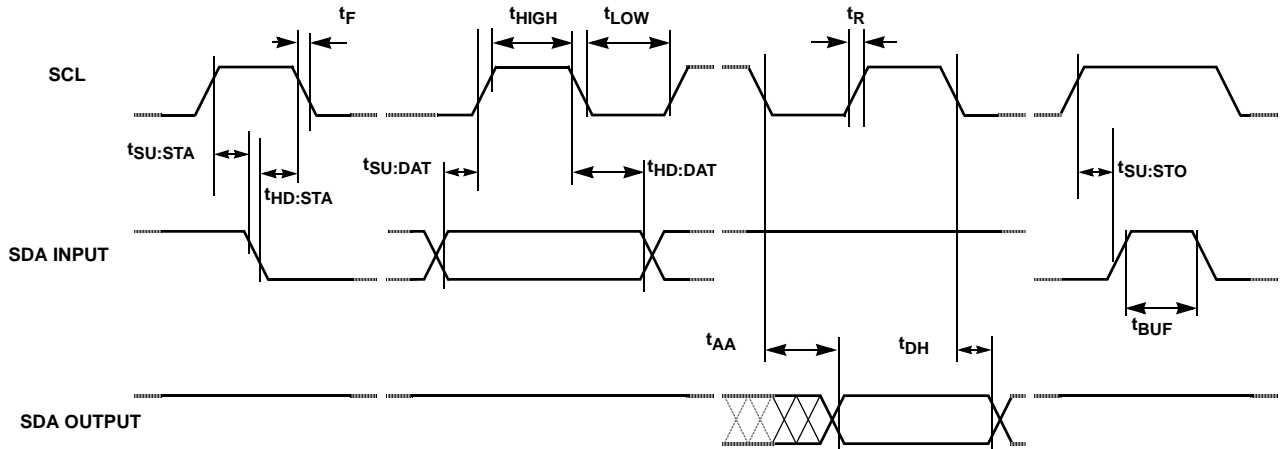 tF
tHIGH
tLOW
tR
SCL
tSU:STA
tHD:STA
tSU:DAT
tHD:DAT
tSU:STO
SDA INPUT
tBUF
tAA
tDH
SDA OUTPUT